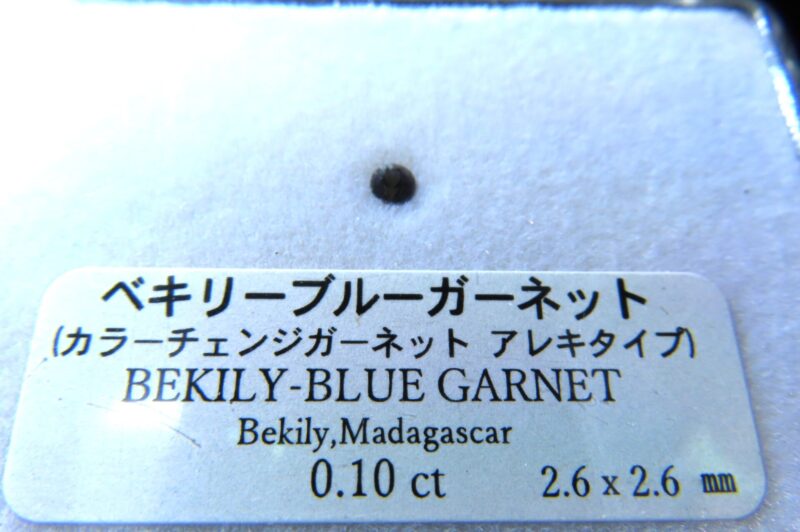 ベキリーブルーガーネット
(カラーチェンジガーネット アレキタイプ)
BEKILY-BLUE GARNET
Bekily,Madagascar
0.10 ct 2.6 x 2.6 ㎜